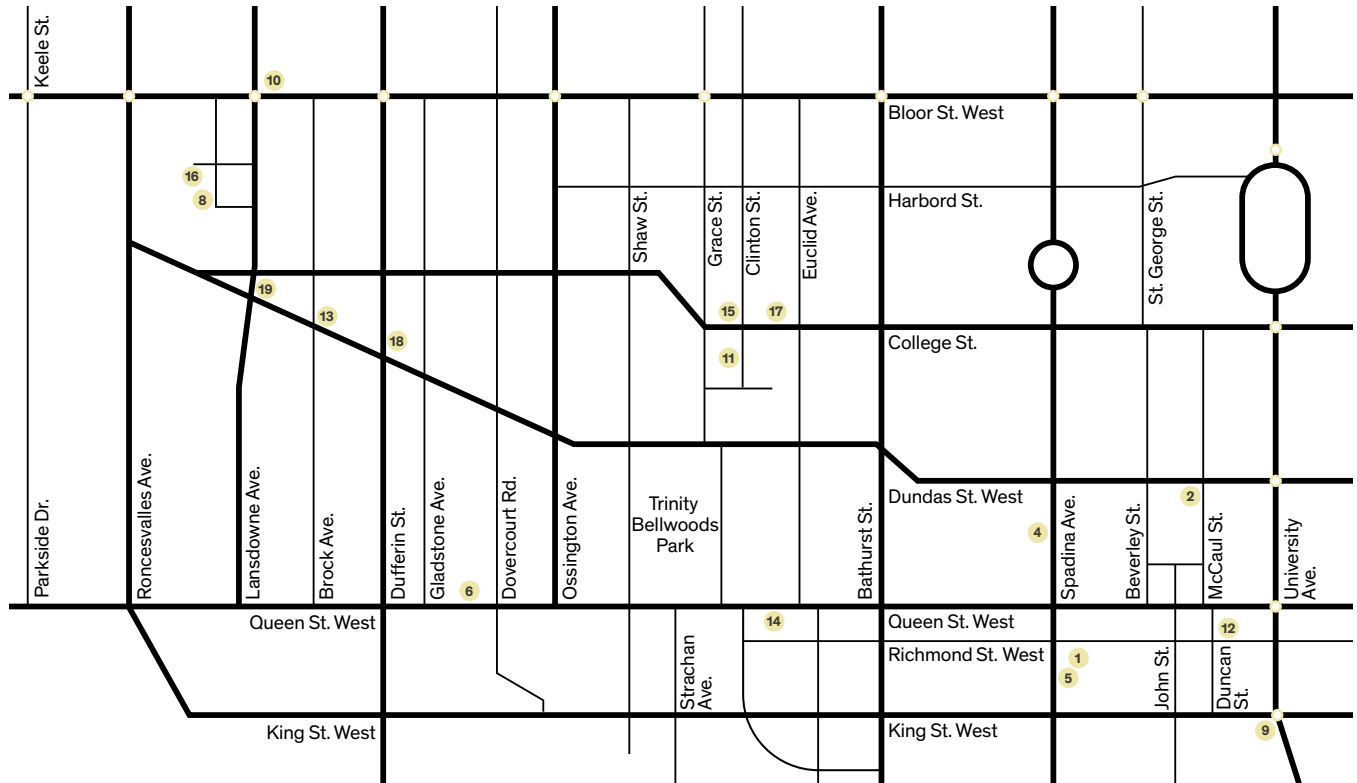 Keele St.
10
Bloor St. West
16
8
Harbord St.
Shaw St.
Grace St.
Clinton St.
Euclid Ave.
St. George St.
19
13
18
15
17
11
College St.
Parkside Dr.
Roncesvalles Ave.
Lansdowne Ave.
Brock Ave.
Dufferin St.
Gladstone Ave.
6
Dovercourt Rd.
Ossington Ave.
Trinity
Bellwoods
Park
Bathurst St.
Dundas St. West
4
Spadina Ave.
Beverley St.
2
McCaul St.
University
Ave.
Queen St. West
14
Queen St. West
12
Strachan
Ave.
Richmond St. West
1
5
John St.
Duncan
St.
King St. West
King St. West
9